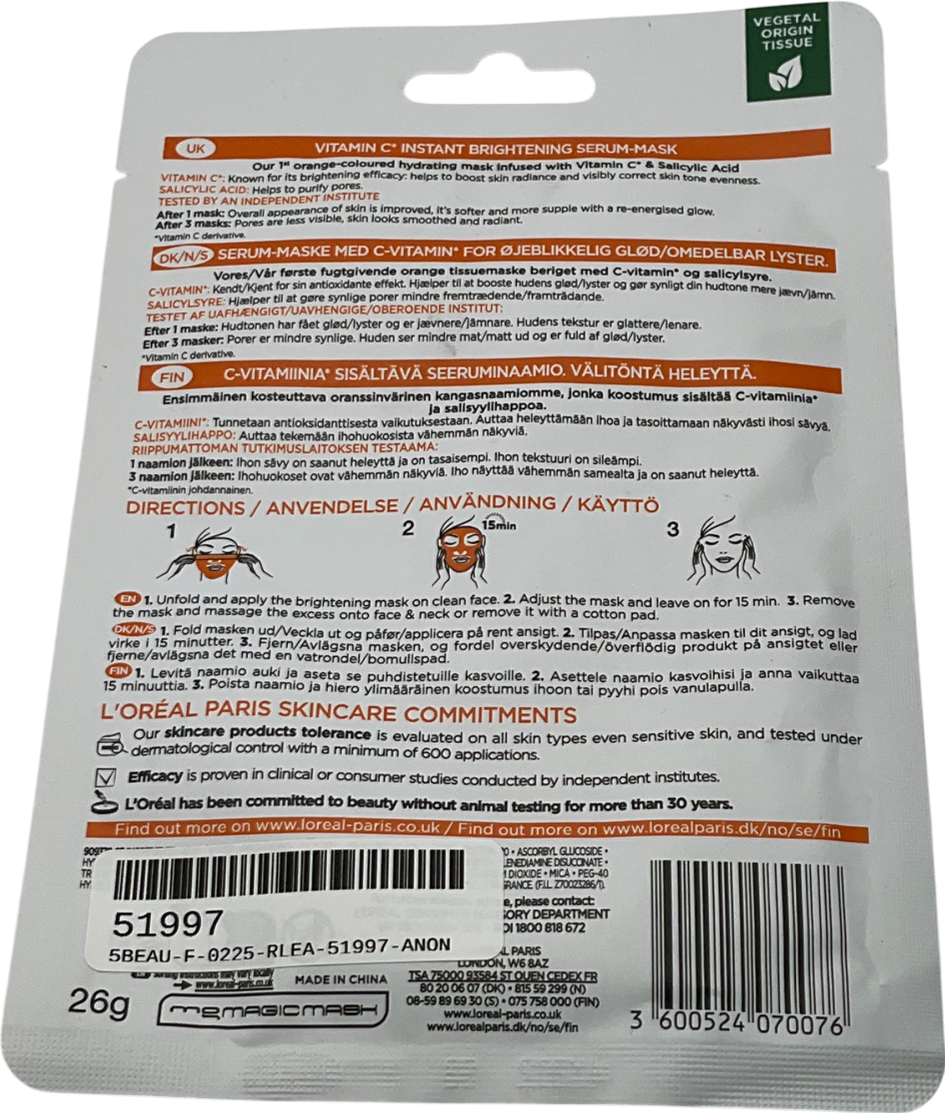 VEGETAL
ORIGIN
TISSUE
UK VITAMIN C* INSTANT BRIGHTENING SERUM-MASK
Our 1st orange-coloured hydrating mask infused with Vitamin C* & Salicylic Acid
VITAMIN C*: Known for its brightening efficacy: helps to boost skin radiance and visibly correct skin tone evenness.
SALICYLIC ACID: Helps to purify pores.
TESTED BY AN INDEPENDENT INSTITUTE
After 1 mask: Overall appearance of skin is improved, it's softer and more supple with a re-energised glow.
After 3 masks: Pores are less visible, skin looks smoothed and radiant.
*Vitamin C derivative.
DK/N/S SERUM-MASKE MED C-VITAMIN* FOR ØJEBLIKKELIG GLØD/OMEDELBAR LYSTER.
Vores/Vår første fugtgivende orange tissuemaske beriget med C-vitamin* og salicylsyre.
C-VITAMIN*: Kendt/Kjent for sin antioxidante effekt. Hjælper til at booste hudens glød/lyster og gør synligt din hudtone mere jævn/jämn.
SALICYLSYRE: Hjælper til at gøre synlige porer mindre fremtrædende/framträdande.
TESTET AF UAFHÆNGIGT/UAVHENGIGE/OBEROENDE INSTITUT:
Efter 1 maske: Hudtonen har fået glød/lyster og er jævnere/jämnare. Hudens tekstur er glattere/lenare.
Efter 3 masker: Porer er mindre synlige. Huden ser mindre mat/matt ud og er fuld af glød/lyster.
*Vitamin C derivative.
FIN C-VITAMIINIA* SISÄLTÄVÄ SEERUMINAAMIO. VÄLITÖNTÄ HELEYTTÄ.
Ensimmäinen kosteuttava oranssinvärinen kangasnaamiomme, jonka koostumus sisältää C-vitamiinia*
ja salisyylihappoa.
C-VITAMIINI*: Tunnetaan antioksidanttisesta vaikutuksestaan. Auttaa heleyttämään ihoa ja tasoittamaan näkyvästi ihosi sävyä.
SALISYYLIHAPPO: Auttaa tekemään ihohuokosista vähemmän näkyviä.
RIIPPUMATTOMAN TUTKIMUSLAITOKSEN TESTAAMA:
1 naamion jälkeen: Ihon sävy on saanut heleyttä ja on tasaisempi. Ihon tekstuuri on sileämpi.
3 naamion jälkeen: Ihohuokoset ovat vähemmän näkyviä. Iho näyttää vähemmän samealta ja on saanut heleyttä.
*C-vitamiinin johdannainen.
DIRECTIONS / ANVENDELSE / ANVÄNDNING / KÄYTTÖ
1 2 15min 3
EN 1. Unfold and apply the brightening mask on clean face. 2. Adjust the mask and leave on for 15 min. 3. Remove
the mask and massage the excess onto face & neck or remove it with a cotton pad.
DK/N/S 1. Fold masken ud/Veckla ut og påfør/applicera på rent ansigt. 2. Tilpas/Anpassa masken til dit ansigt, og lad
virke i 15 minutter. 3. Fjern/Avlägsna masken, og fordel overskydende/överflödig produkt på ansigtet eller
fjerne/avlägsna det med en vatrondel/bomullspad.
FIN 1. Levitä naamio auki ja aseta se puhdistetuille kasvoille. 2. Asettele naamio kasvoihisi ja anna vaikuttaa
15 minuuttia. 3. Poista naamio ja hiero ylimääräinen koostumus ihoon tai pyyhi pois vanulapulla.
L'ORÉAL PARIS SKINCARE COMMITMENTS
Our skincare products tolerance is evaluated on all skin types even sensitive skin, and tested under
dermatological control with a minimum of 600 applications.
Efficacy is proven in clinical or consumer studies conducted by independent institutes.
L'Oréal has been committed to beauty without animal testing for more than 30 years.
Find out more on www.loreal-paris.co.uk / Find out more on www.lorealparis.dk/no/se/fin
• ASCORBYL GLUCOSIDE •
LENEDIAMINE DISUCCINATE •
DIOXIDE • MICA • PEG-40
HY
TR
HY
51997
5BEAU-F-0225-RLEA-51997-ANON
e, please contact:
SORY DEPARTMENT
1800 818 672
PARIS
LONDON, W6 8AZ
TSA 75000 93584 ST OUEN CEDEX FR
80 20 06 07 (DK) • 815 59 299 (N)
08-59 89 69 30 (S) • 075 758 000 (FIN)
www.loreal-paris.co.uk
www.lorealparis.dk/no/se/fin
Sorting instructions may vary locally
www.loreal-paris.co.uk
MADE IN CHINA
26g
MAGICMASK
3 600524 070076